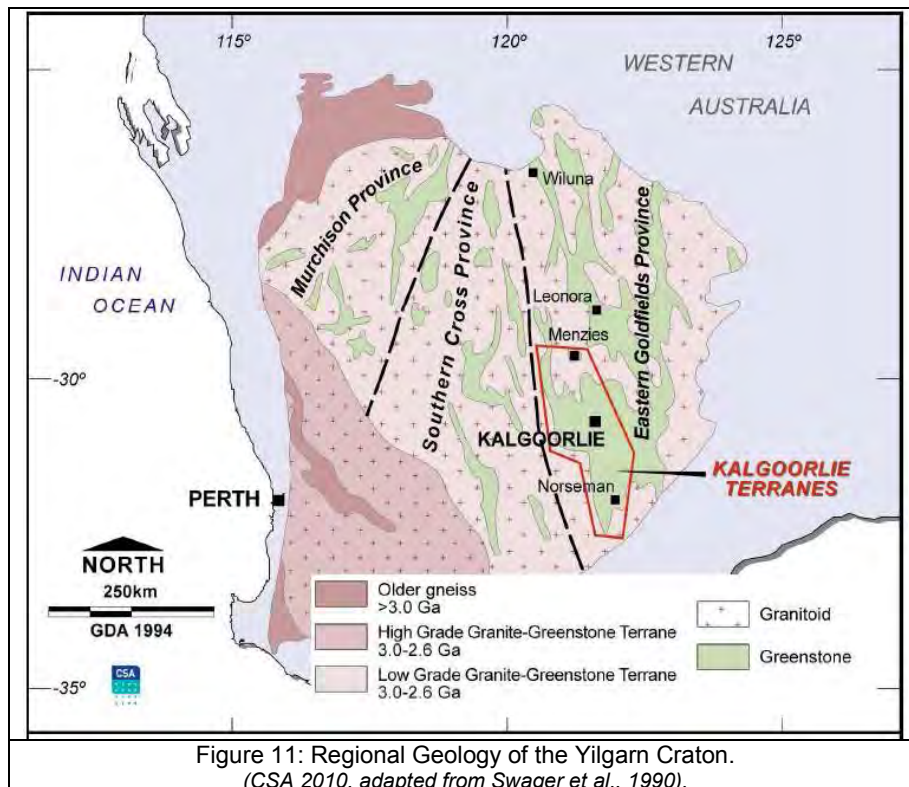 115º
120º
125º
WESTERN
AUSTRALIA
Murchison Province
Southern Cross Province
Wiluna
Eastern Goldfields Province
INDIAN
OCEAN
Leonora
Menzies
-30º
KALGOORLIE
KALGOORLIE
TERRANES
Norseman
PERTH
NORTH
250km
GDA 1994
CSA
-35º
Older gneiss
>3.0 Ga
High Grade Granite-Greenstone Terrane
3.0-2.6 Ga
Low Grade Granite-Greenstone Terrane
3.0-2.6 Ga
Granitoid
Greenstone
Figure 11: Regional Geology of the Yilgarn Craton.
(CSA 2010, adapted from Swager et al., 1990).